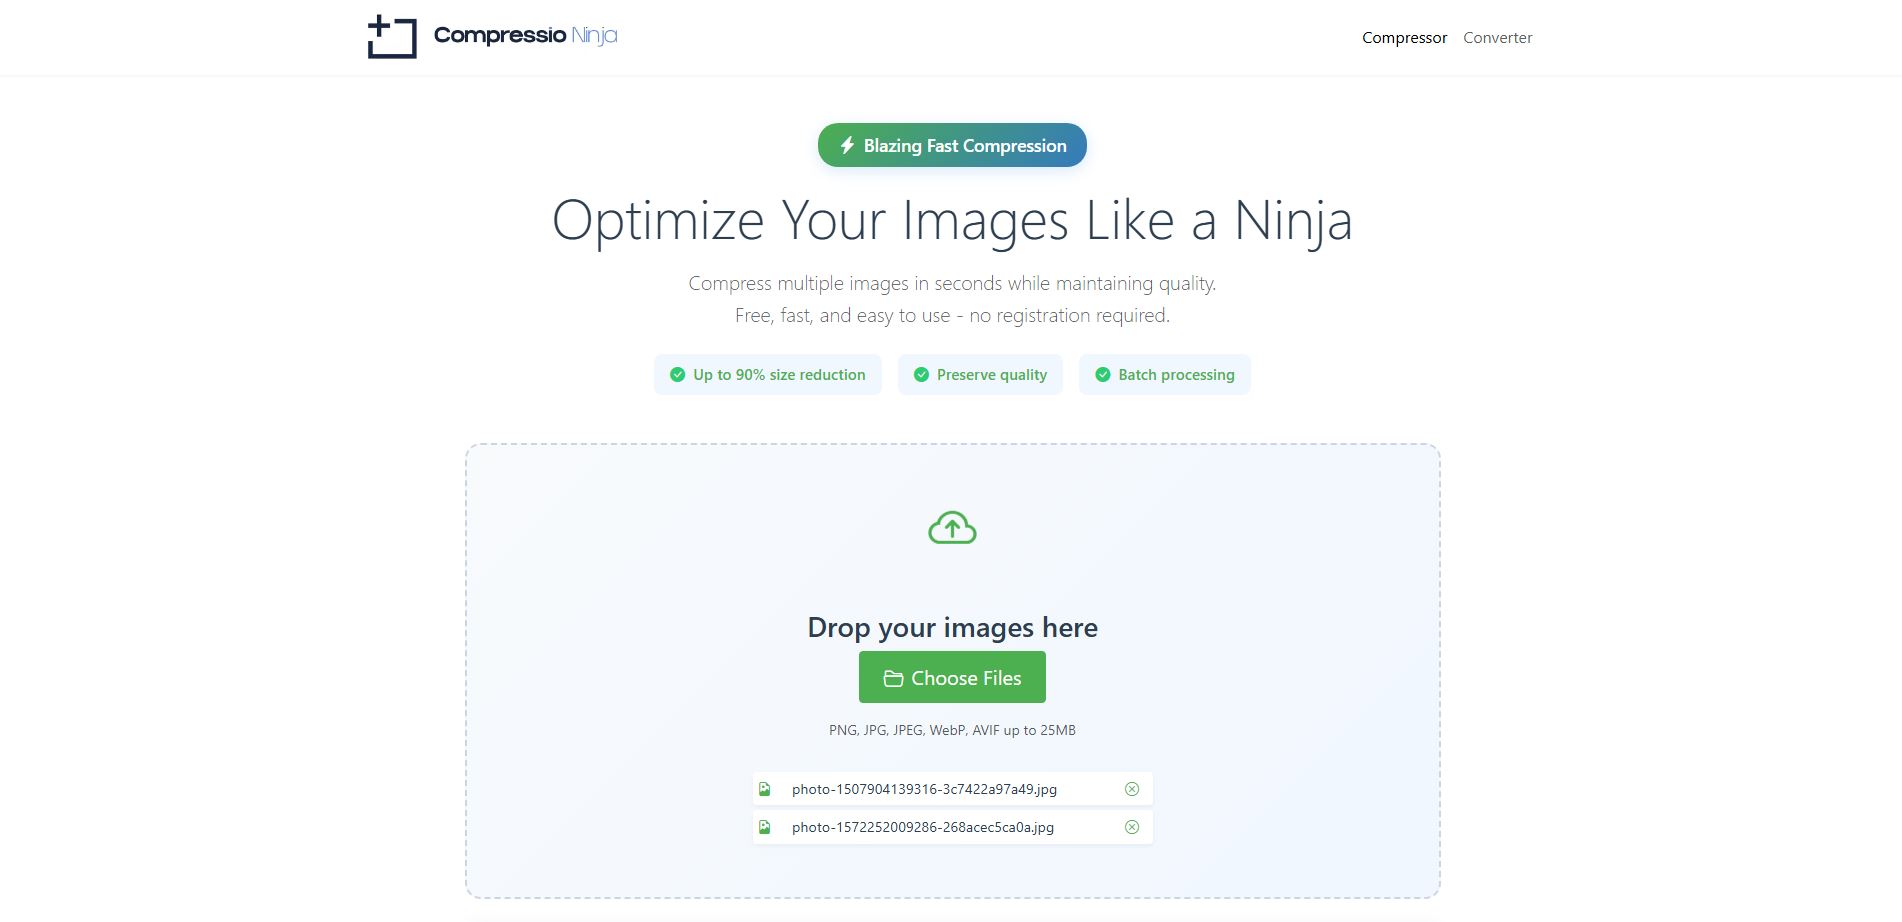 Compressio Ninja
Compressor
Converter
Blazing Fast Compression
Optimize Your Images Like a Ninja
Compress multiple images in seconds while maintaining quality.
Free, fast, and easy to use - no registration required.
Up to 90% size reduction
Preserve quality
Batch processing
Drop your images here
Choose Files
PNG, JPG, JPEG, WebP, AVIF up to 25MB
photo-1507904139316-3c7422a97a49.jpg
photo-1572252009286-268acec5ca0a.jpg